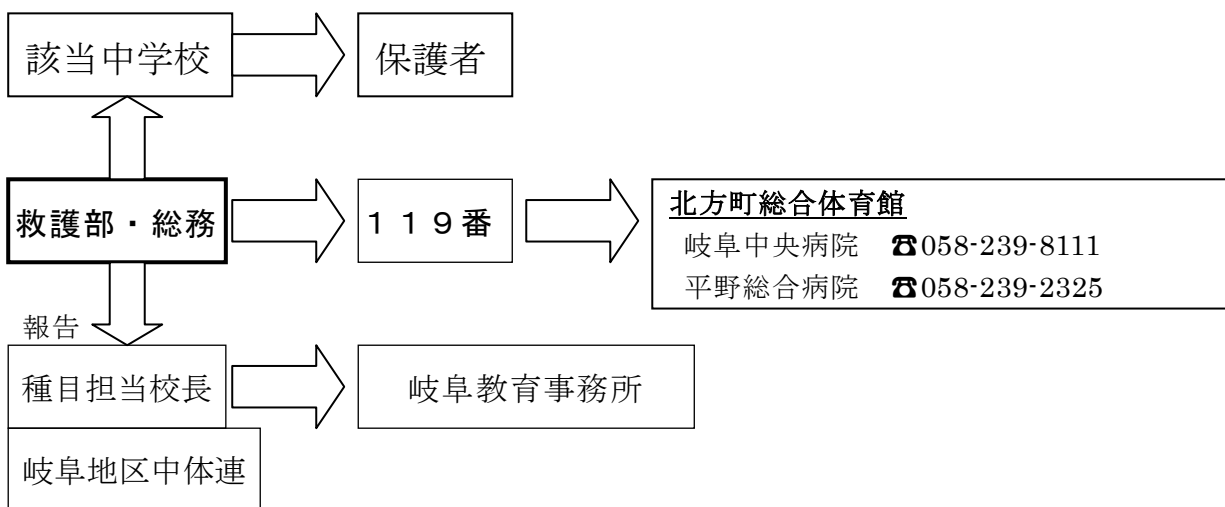 該当中学校
保護者
救護部・総務
１１９番
北方町総合体育館
岐阜中央病院　☎058-239-8111
平野総合病院　☎058-239-2325
報告
種目担当校長
岐阜教育事務所
岐阜地区中体連